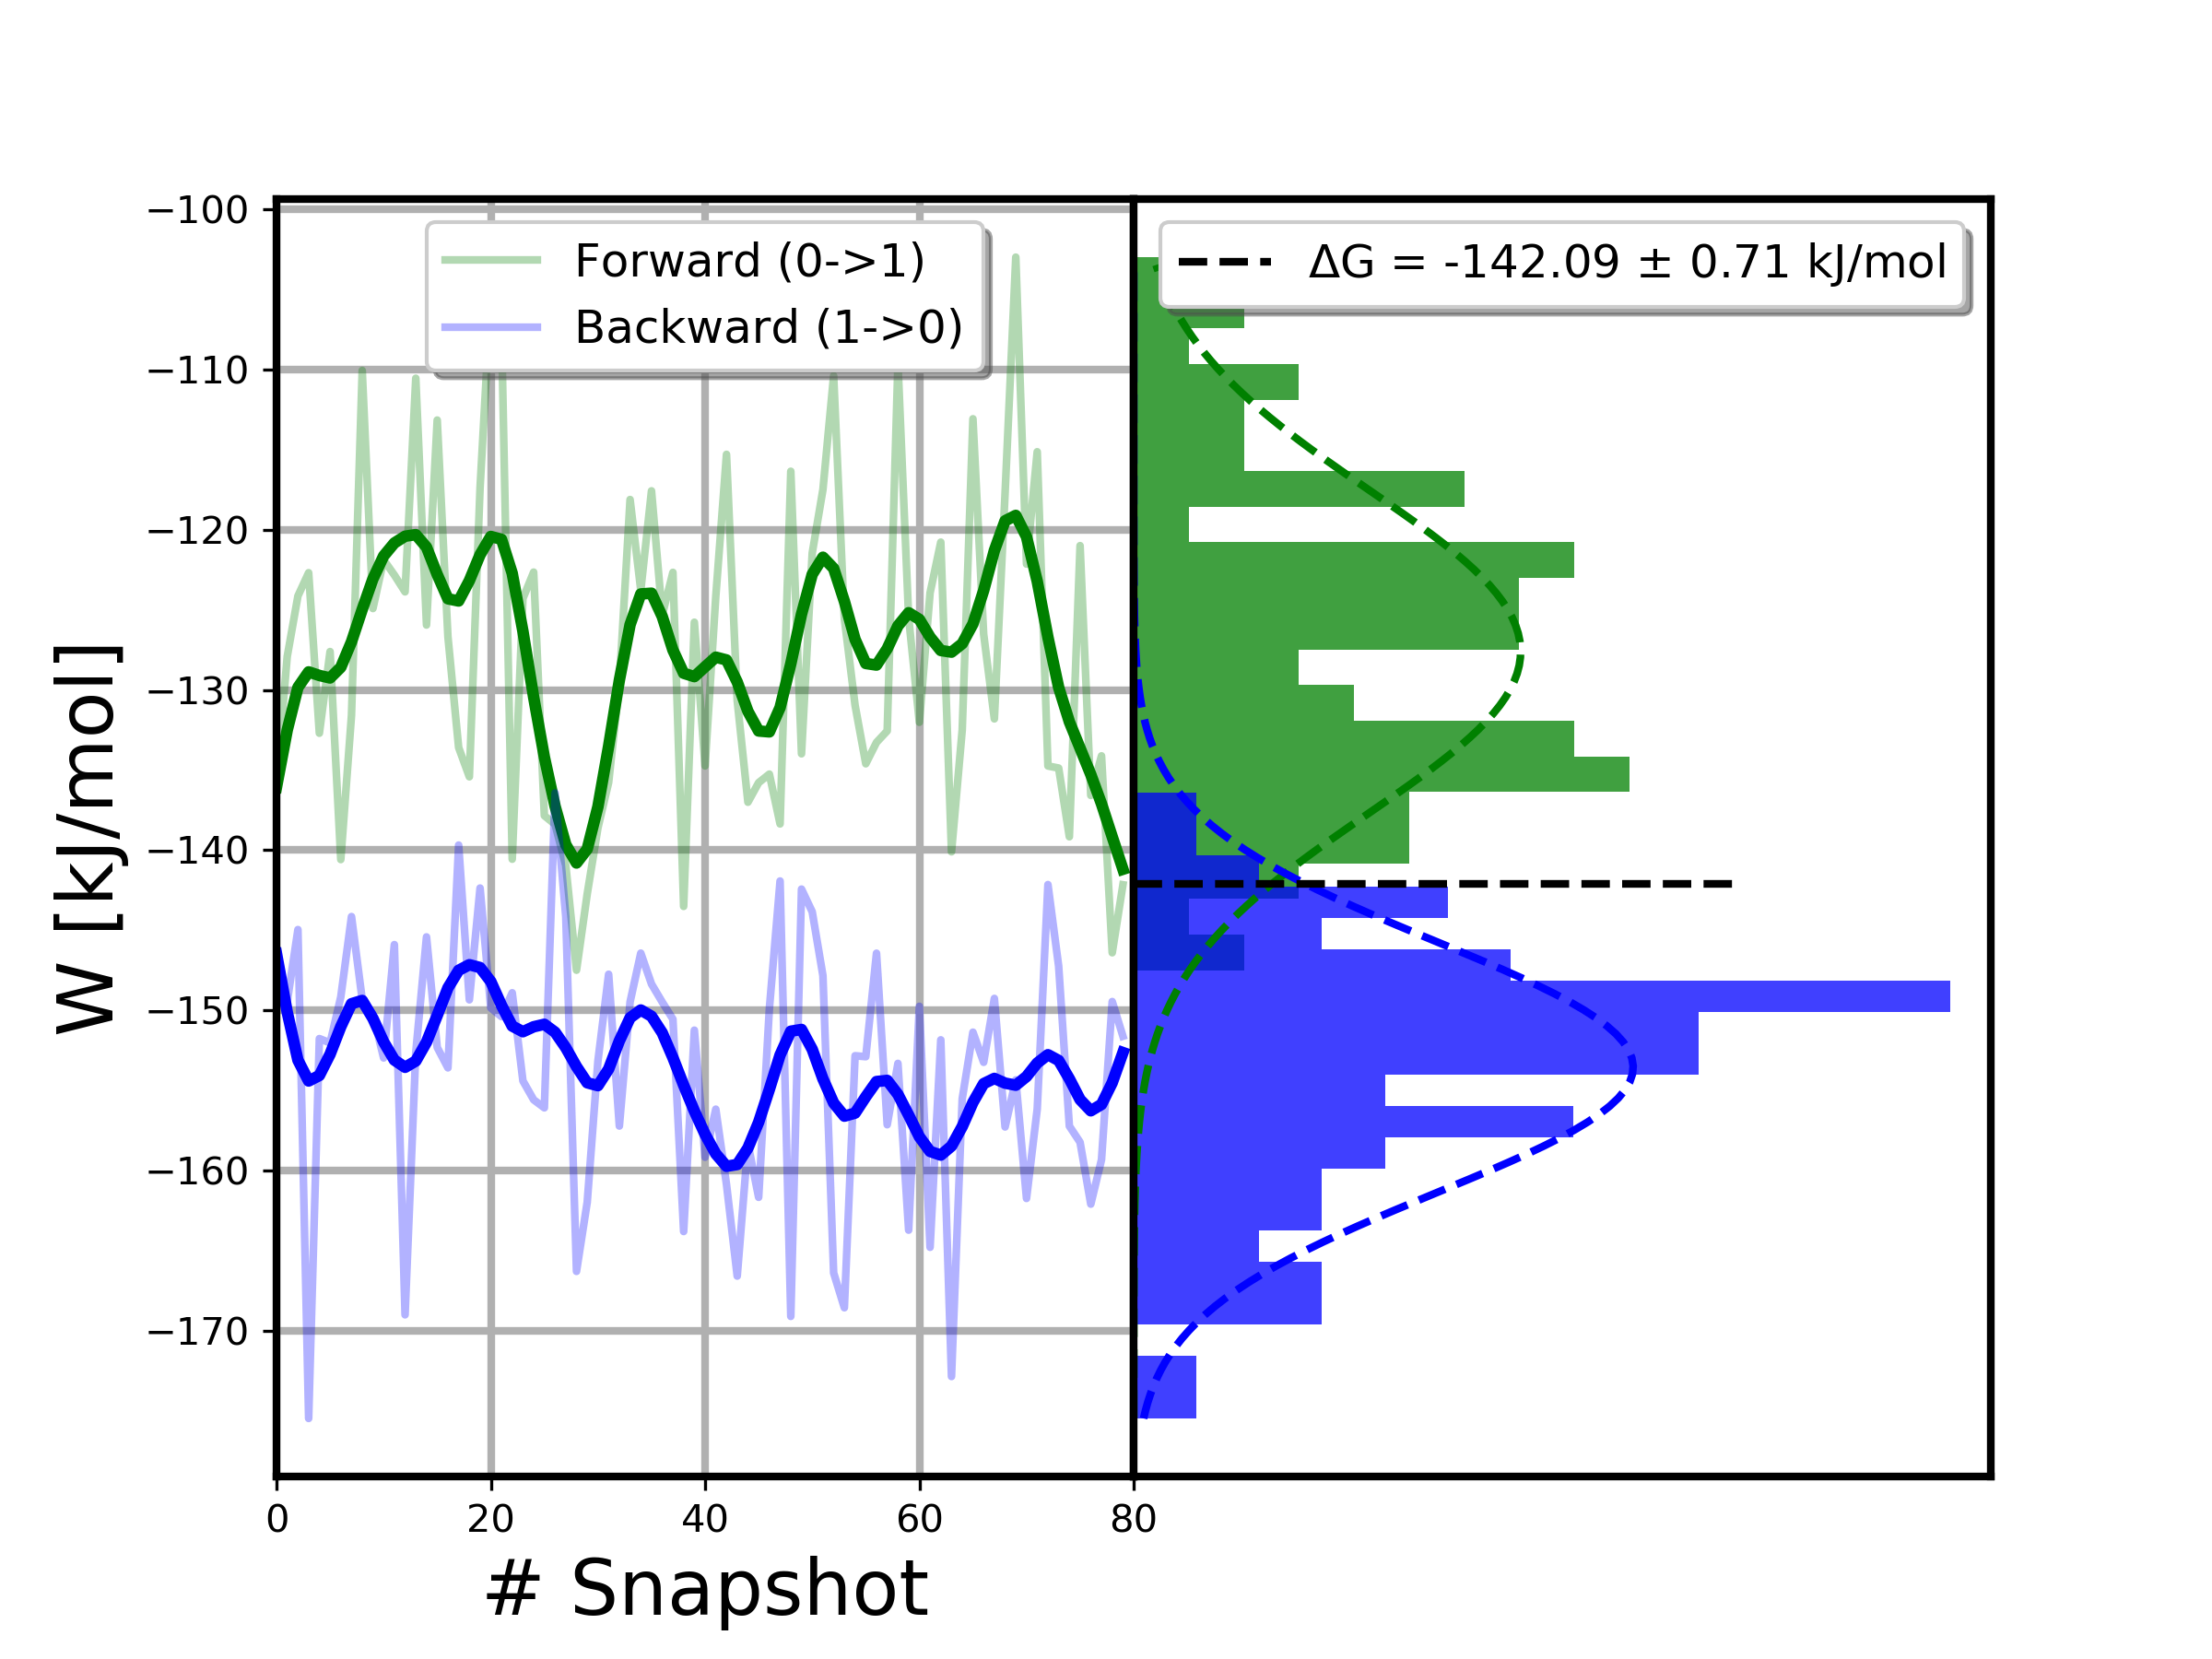 Forward (0->1)
Backward (1->0)
ΔG = -142.09 ± 0.71 kJ/mol
−100
−110
−120
−130
−140
−150
−160
−170
W [kJ/mol]
0
20
40
60
80
# Snapshot